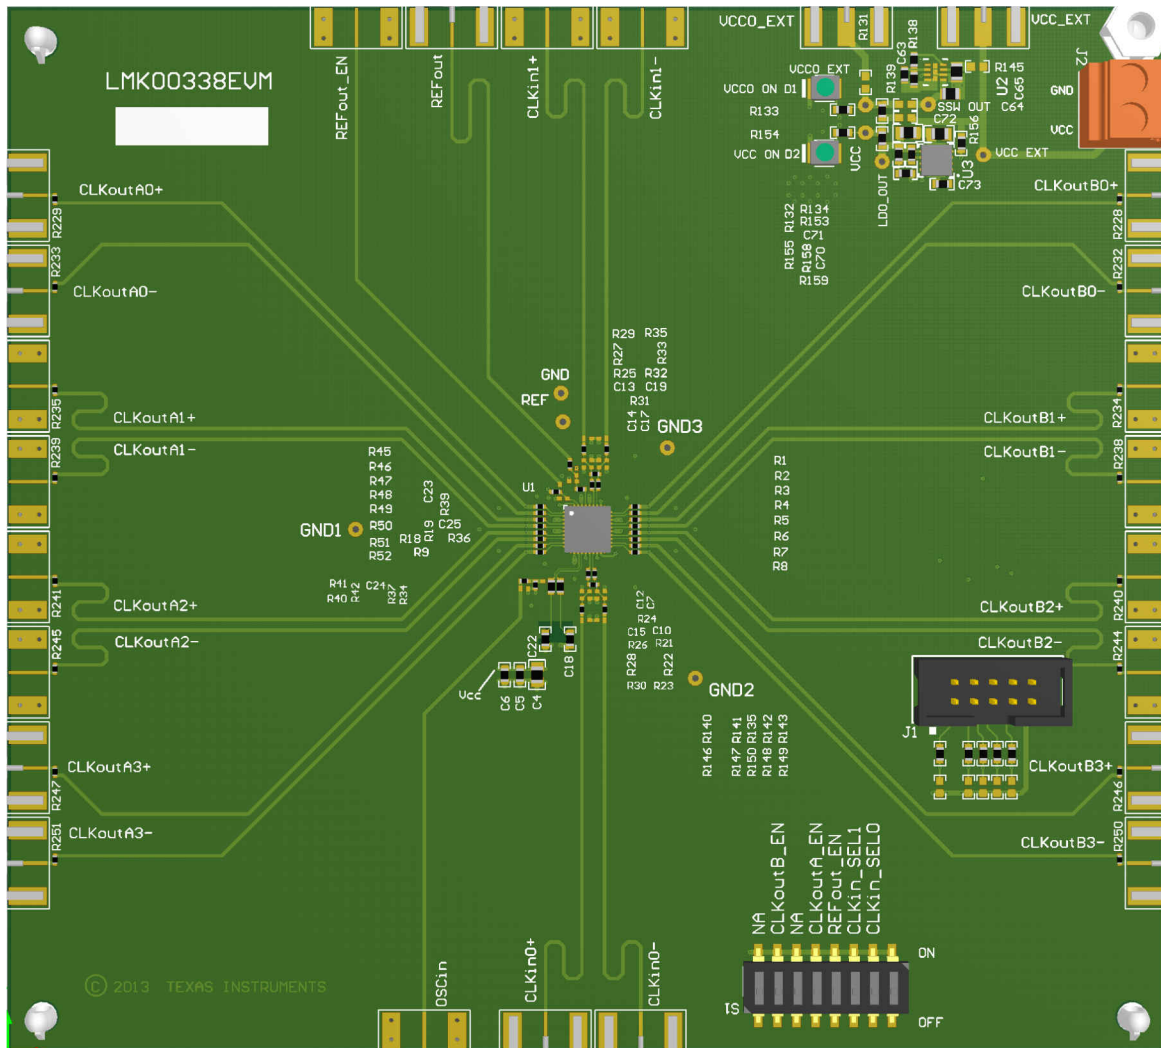 VCCO_EXT
R131
VCC_EXT
LMK00338EVM
REFout_EN
REFout
CLKin1+
CLKin1-
VCCO EXT
VCCO ON D1
R133
R154
VCC ON D2
VCC
LDO_OUT
C63
R138
R139
R145
U2
C65
C64
SSW OUT
C72
R156
U3
C73
VCC EXT
J2
GND
VCC
CLKoutA0+
R229
R233
CLKoutA0-
CLKoutB0+
R228
R232
CLKoutB0-
R132
R134
R153
C71
R155
R158
C70
R159
R29
R35
R27
R33
R25
R32
C13
C19
R31
C14
C17
GND
REF
GND3
R235
CLKoutA1+
R239
CLKoutA1-
R234
CLKoutB1+
CLKoutB1-
R238
R45
R46
R47
R48
R49
R50
R51
R52
C23
R39
R19
C25
R18
R36
R9
GND1
U1
R1
R2
R3
R4
R5
R6
R7
R8
R41
R40
R42
C24
R37
R34
R241
CLKoutA2+
R245
CLKoutA2-
CLKoutB2+
R240
CLKoutB2-
R244
C12
C7
R24
C15
C10
R26
R21
R28
R22
R30
R23
C22
C18
Vcc
C6
C5
C4
GND2
J1
R140
R141
R135
R142
R143
R146
R147
R150
R148
R149
CLKoutA3+
R247
R251
CLKoutA3-
CLKoutB3+
R246
R250
CLKoutB3-
NA
CLKoutB_EN
NA
CLKoutA_EN
REFout_EN
CLKin_SEL1
CLKin_SEL0
ON
S1
OFF
© 2013 TEXAS INSTRUMENTS
OSCin
CLKin0+
CLKin0-